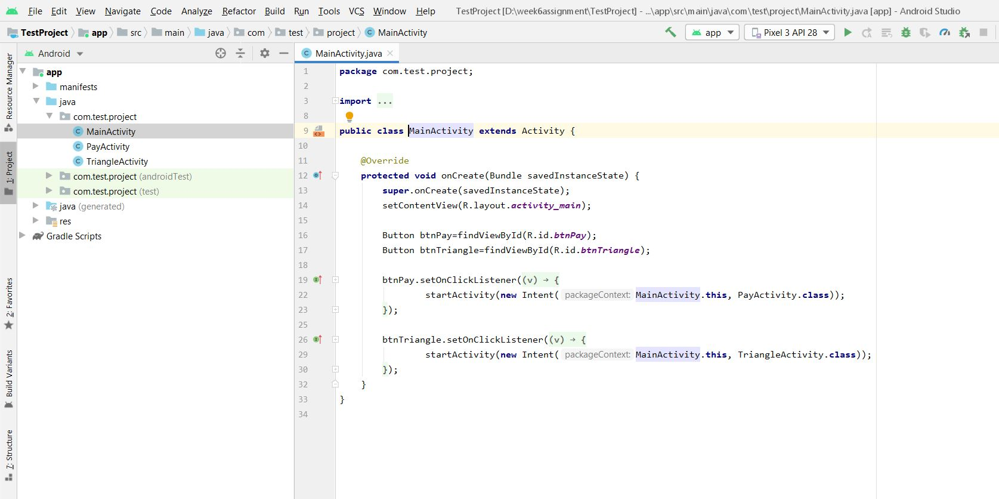 File Edit View Navigate Code Analyze Refactor Build Run Tools VCS Window Help TestProject [D:\week6assignment\TestProject] - ...\app\src\main\java\com\test\project\MainActivity.java [app] - Android Studio
TestProject app src main java com test project MainActivity app Pixel 3 API 28
Resource Manager
1: Project
2: Favorites
Build Variants
7: Structure
Android
app
manifests
java
com.test.project
MainActivity
PayActivity
TriangleActivity
com.test.project (androidTest)
com.test.project (test)
java (generated)
res
Gradle Scripts
MainActivity.java
1 package com.test.project;
2
3 import ...
8
9 public class MainActivity extends Activity {
10
11 @Override
12 protected void onCreate(Bundle savedInstanceState) {
13 super.onCreate(savedInstanceState);
14 setContentView(R.layout.activity_main);
15
16 Button btnPay=findViewById(R.id.btnPay);
17 Button btnTriangle=findViewById(R.id.btnTriangle);
18
19 btnPay.setOnClickListener((v) → {
22 startActivity(new Intent( packageContext: MainActivity.this, PayActivity.class));
23 });
25
26 btnTriangle.setOnClickListener((v) → {
29 startActivity(new Intent( packageContext: MainActivity.this, TriangleActivity.class));
30 });
32 }
33 }
34